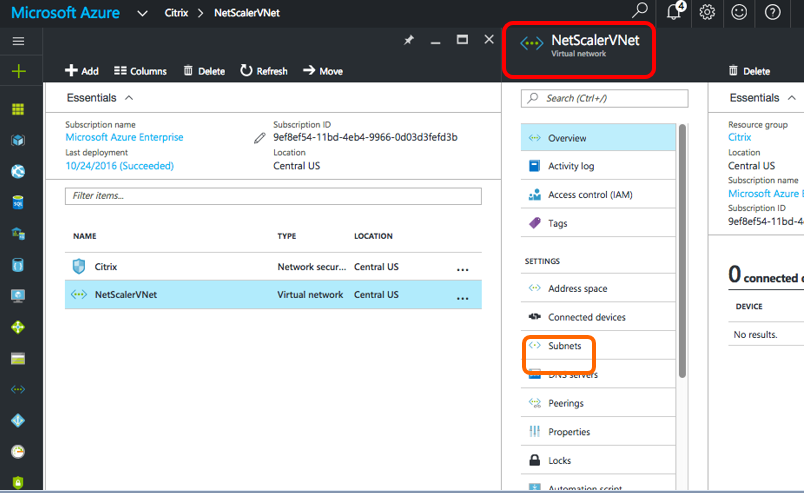 Microsoft Azure
Citrix > NetScalerVNet
4
Add
Columns
Delete
Refresh
Move
Essentials
Subscription name
Microsoft Azure Enterprise
Last deployment
10/24/2016 (Succeeded)
Subscription ID
9ef8ef54-11bd-4eb4-9966-0d03d3fefd3b
Location
Central US
Filter items...
NAME TYPE LOCATION
Citrix Network secur... Central US ...
NetScalerVNet Virtual network Central US ...
NetScalerVNet
Virtual network
Search (Ctrl+/)
Overview
Activity log
Access control (IAM)
Tags
SETTINGS
Address space
Connected devices
Subnets
DNS servers
Peerings
Properties
Locks
Automation script
Delete
Essentials
Resource group
Citrix
Location
Central US
Subscription name
Microsoft Azure
Subscription ID
9ef8ef54-11bd-4
0 connected
DEVICE
No results.